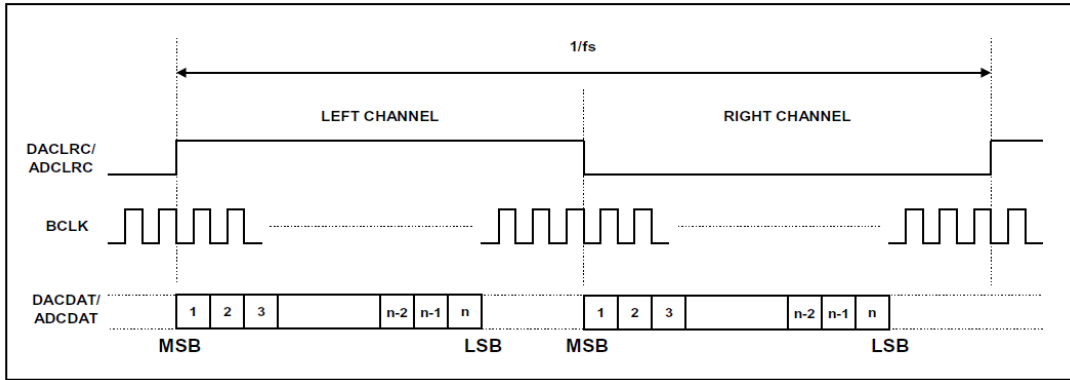 1/fs
LEFT CHANNEL RIGHT CHANNEL
DACLRC/
ADCLRC
BCLK
DACDAT/
ADCDAT
1 2 3 n-2 n-1 n 1 2 3 n-2 n-1 n
MSB LSB MSB LSB